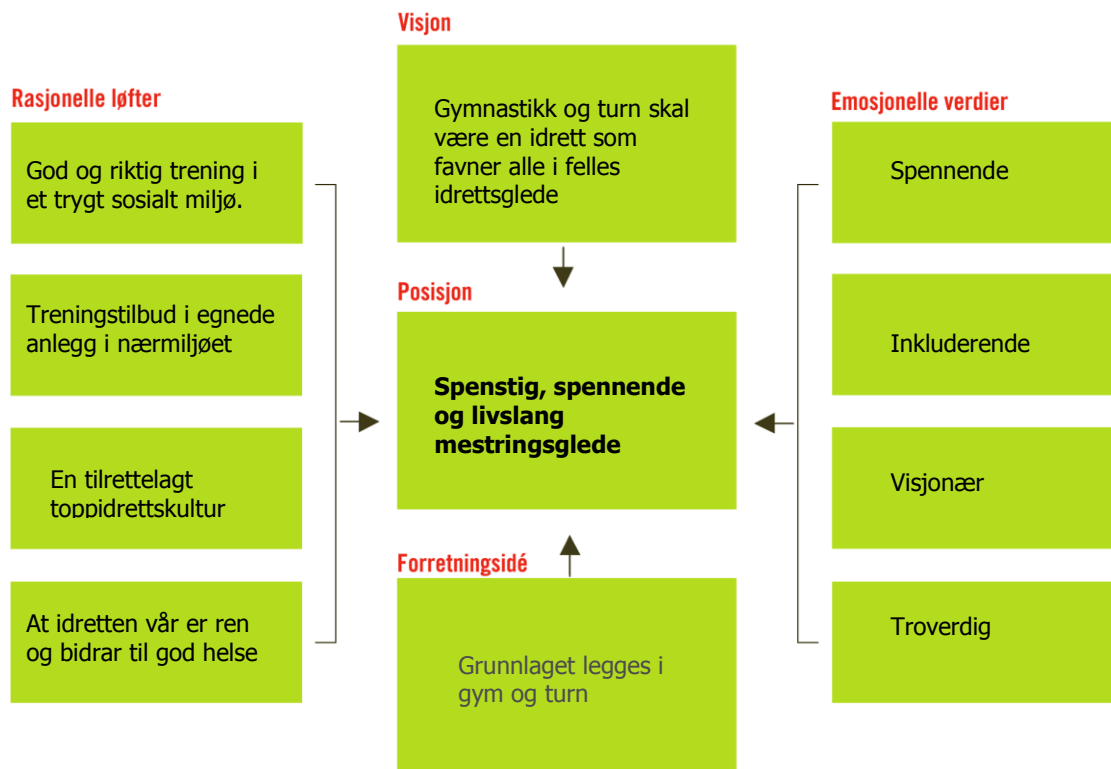 Rasjonelle løfter
God og riktig trening i
et trygt sosialt miljø.
Treningstilbud i egnede
anlegg i nærmiljøet
En tilrettelagt
toppidrettskultur
At idretten vår er ren
og bidrar til god helse
Visjon
Gymnastikk og turn skal
være en idrett som
favner alle i felles
idrettsglede
Posisjon
Spenstig, spennende
og livslang
mestringsglede
Forretningsidé
Grunnlaget legges i
gym og turn
Emosjonelle verdier
Spennende
Inkluderende
Visjonær
Troverdig